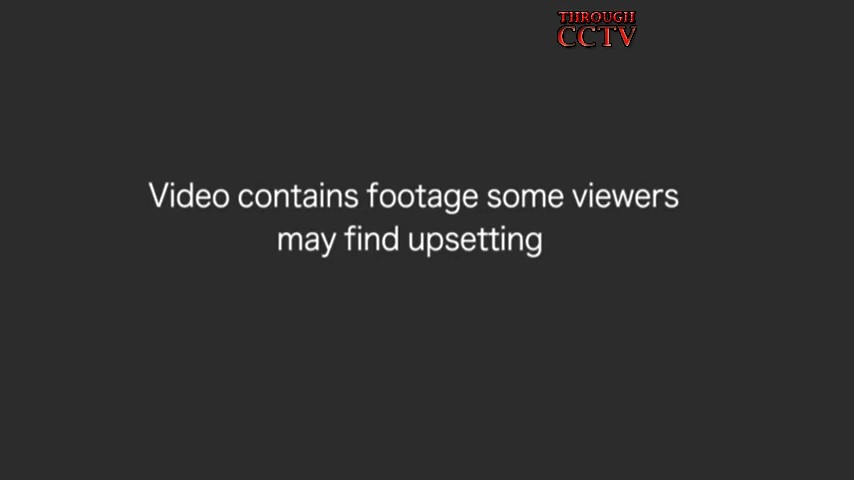 THROUGH
CCTV
Video contains footage some viewers
may find upsetting